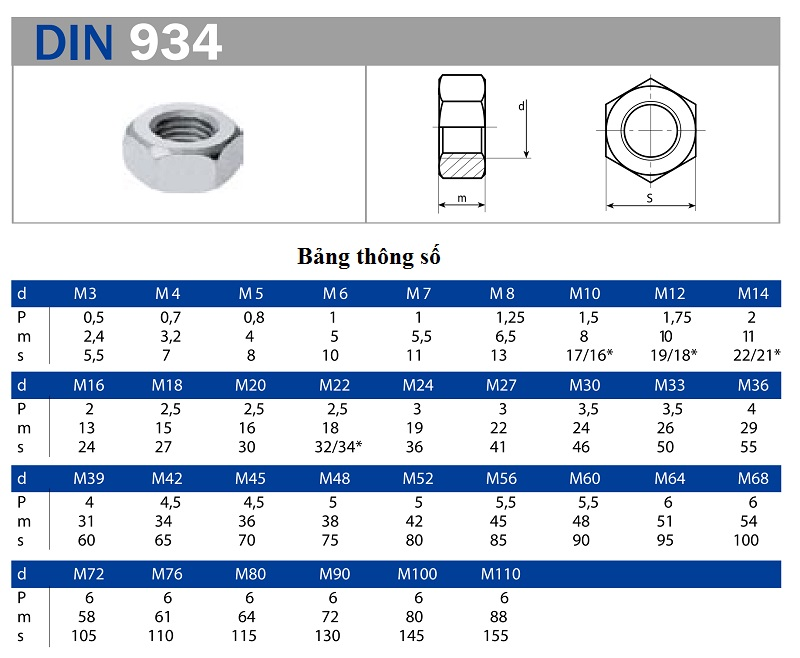 DIN 934
d
m
S
Bảng thông số
d M3 M 4 M 5 M 6 M 7 M 8 M10 M12 M14
P 0,5 0,7 0,8 1 1 1,25 1,5 1,75 2
m 2,4 3,2 4 5 5,5 6,5 8 10 11
s 5,5 7 8 10 11 13 17/16* 19/18* 22/21*
d M16 M18 M20 M22 M24 M27 M30 M33 M36
P 2 2,5 2,5 2,5 3 3 3,5 3,5 4
m 13 15 16 18 19 22 24 26 29
s 24 27 30 32/34* 36 41 46 50 55
d M39 M42 M45 M48 M52 M56 M60 M64 M68
P 4 4,5 4,5 5 5 5,5 5,5 6 6
m 31 34 36 38 42 45 48 51 54
s 60 65 70 75 80 85 90 95 100
d M72 M76 M80 M90 M100 M110
P 6 6 6 6 6 6
m 58 61 64 72 80 88
s 105 110 115 130 145 155